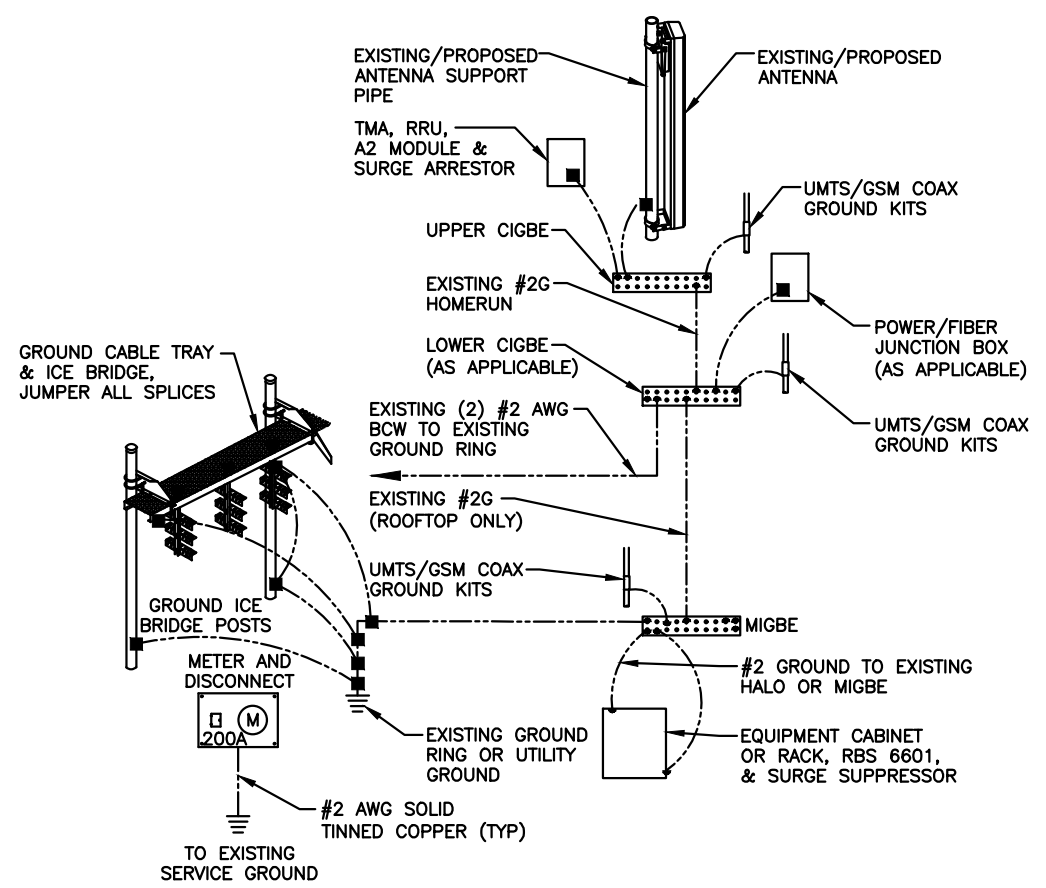 EXISTING/PROPOSED
ANTENNA SUPPORT
PIPE
EXISTING/PROPOSED
ANTENNA
TMA, RRU,
A2 MODULE &
SURGE ARRESTOR
UMTS/GSM COAX
GROUND KITS
UPPER CIGBE
EXISTING #2G
HOMERUN
POWER/FIBER
JUNCTION BOX
(AS APPLICABLE)
LOWER CIGBE
(AS APPLICABLE)
GROUND CABLE TRAY
& ICE BRIDGE,
JUMPER ALL SPLICES
EXISTING (2) #2 AWG
BCW TO EXISTING
GROUND RING
UMTS/GSM COAX
GROUND KITS
EXISTING #2G
(ROOFTOP ONLY)
UMTS/GSM COAX
GROUND KITS
GROUND ICE
BRIDGE POSTS
MIGBE
METER AND
DISCONNECT
#2 GROUND TO EXISTING
HALO OR MIGBE
M
200A
EXISTING GROUND
RING OR UTILITY
GROUND
EQUIPMENT CABINET
OR RACK, RBS 6601,
& SURGE SUPPRESSOR
#2 AWG SOLID
TINNED COPPER (TYP)
TO EXISTING
SERVICE GROUND